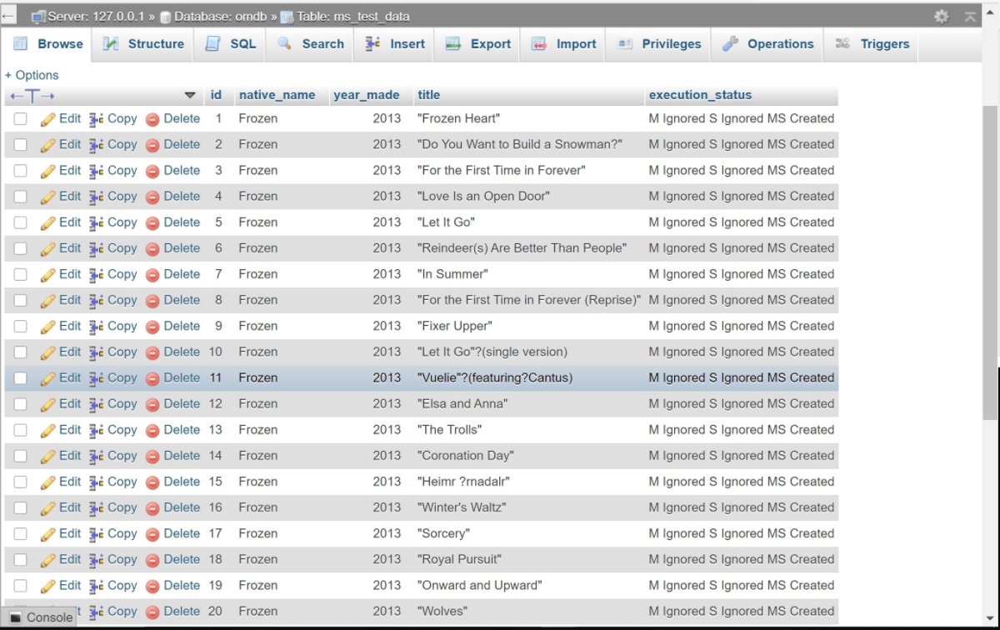 Server: 127.0.0.1 » Database: omdb » Table: ms_test_data
Browse Structure SQL Search Insert Export Import Privileges Operations Triggers
+ Options
←T→ id native_name year_made title execution_status
Edit Copy Delete 1 Frozen 2013 "Frozen Heart" M Ignored S Ignored MS Created
Edit Copy Delete 2 Frozen 2013 "Do You Want to Build a Snowman?" M Ignored S Ignored MS Created
Edit Copy Delete 3 Frozen 2013 "For the First Time in Forever" M Ignored S Ignored MS Created
Edit Copy Delete 4 Frozen 2013 "Love Is an Open Door" M Ignored S Ignored MS Created
Edit Copy Delete 5 Frozen 2013 "Let It Go" M Ignored S Ignored MS Created
Edit Copy Delete 6 Frozen 2013 "Reindeer(s) Are Better Than People" M Ignored S Ignored MS Created
Edit Copy Delete 7 Frozen 2013 "In Summer" M Ignored S Ignored MS Created
Edit Copy Delete 8 Frozen 2013 "For the First Time in Forever (Reprise)" M Ignored S Ignored MS Created
Edit Copy Delete 9 Frozen 2013 "Fixer Upper" M Ignored S Ignored MS Created
Edit Copy Delete 10 Frozen 2013 "Let It Go"?(single version) M Ignored S Ignored MS Created
Edit Copy Delete 11 Frozen 2013 "Vuelie"?(featuring?Cantus) M Ignored S Ignored MS Created
Edit Copy Delete 12 Frozen 2013 "Elsa and Anna" M Ignored S Ignored MS Created
Edit Copy Delete 13 Frozen 2013 "The Trolls" M Ignored S Ignored MS Created
Edit Copy Delete 14 Frozen 2013 "Coronation Day" M Ignored S Ignored MS Created
Edit Copy Delete 15 Frozen 2013 "Heimr ?rnadalr" M Ignored S Ignored MS Created
Edit Copy Delete 16 Frozen 2013 "Winter's Waltz" M Ignored S Ignored MS Created
Edit Copy Delete 17 Frozen 2013 "Sorcery" M Ignored S Ignored MS Created
Edit Copy Delete 18 Frozen 2013 "Royal Pursuit" M Ignored S Ignored MS Created
Edit Copy Delete 19 Frozen 2013 "Onward and Upward" M Ignored S Ignored MS Created
Console t Copy Delete 20 Frozen 2013 "Wolves" M Ignored S Ignored MS Created